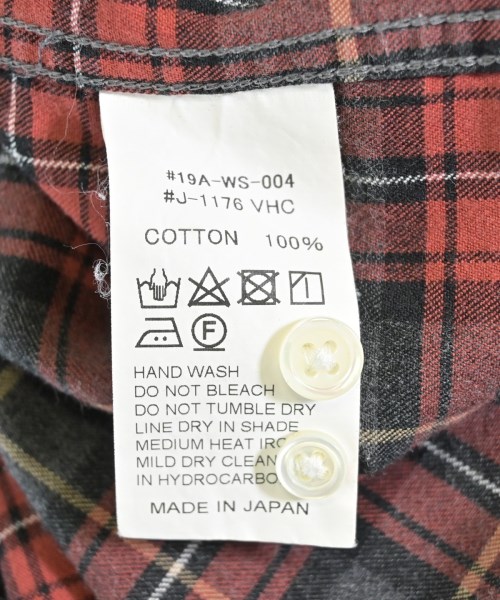 #19A-WS-004
#J-1176 VHC
COTTON 100%
F
HAND WASH
DO NOT BLEACH
DO NOT TUMBLE DRY
LINE DRY IN SHADE
MEDIUM HEAT
MILD DRY CLEAN
IN
MADE IN JAPAN